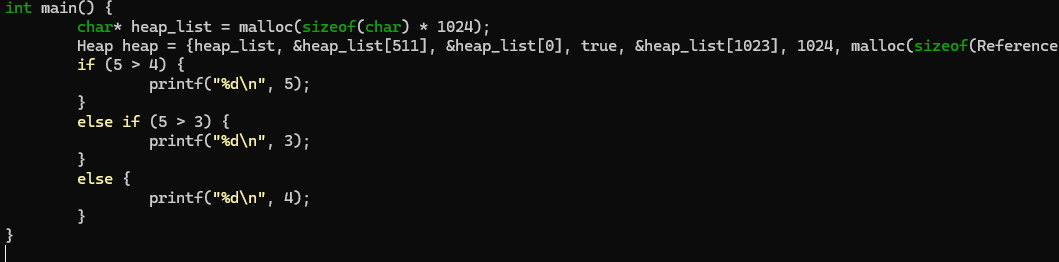 int main() {
        char* heap_list = malloc(sizeof(char) * 1024);
        Heap heap = {heap_list, &heap_list[511], &heap_list[0], true, &heap_list[1023], 1024, malloc(sizeof(Reference
        if (5 > 4) {
                printf("%d\n", 5);
        }
        else if (5 > 3) {
                printf("%d\n", 3);
        }
        else {
                printf("%d\n", 4);
        }
}